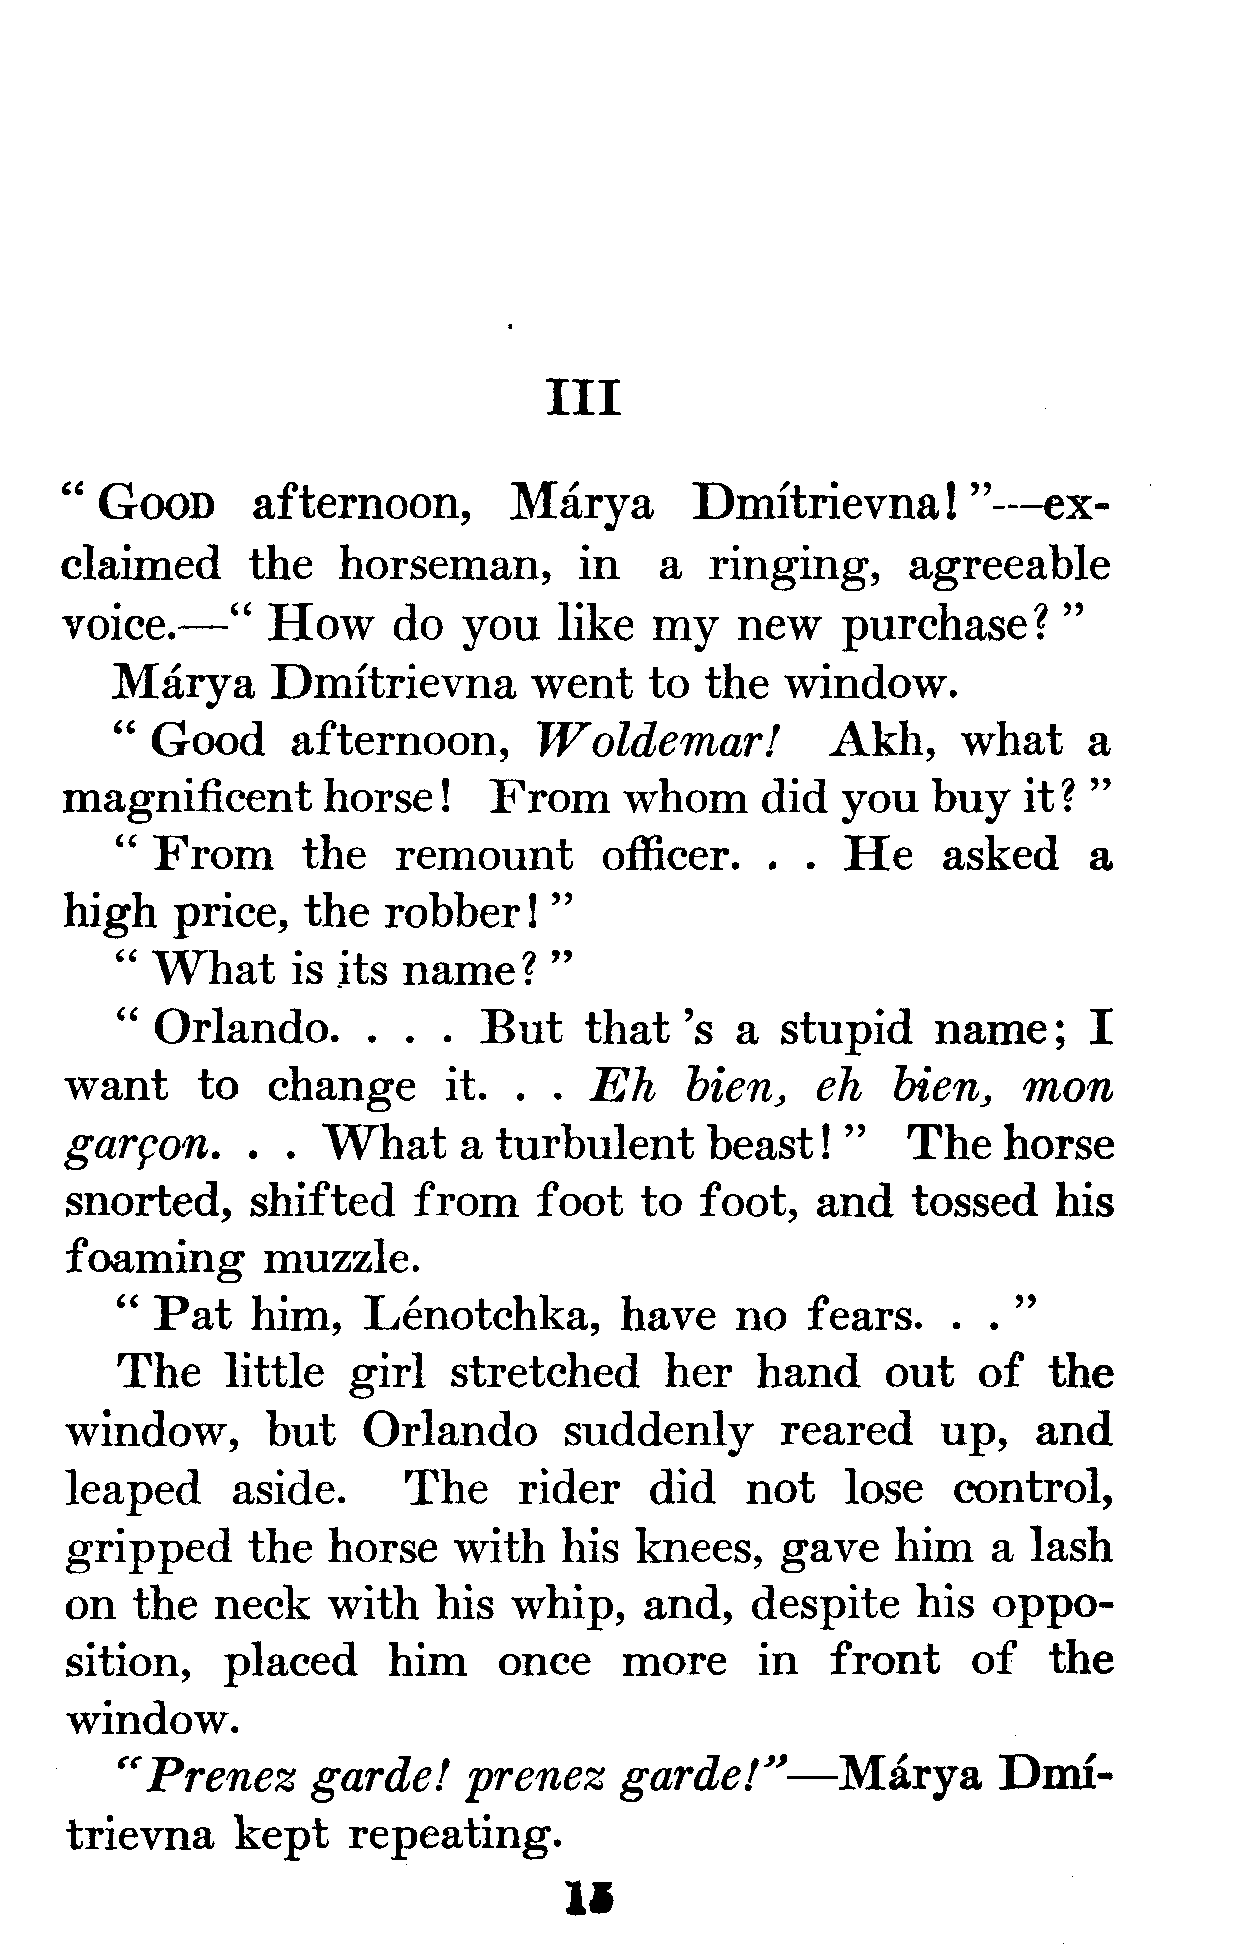 III
“ GOOD afternoon, Márya Dmítrievna! ”—ex-
claimed the horseman, in a ringing, agreeable
voice.—“ How do you like my new purchase? ”
Márya Dmítrievna went to the window.
“ Good afternoon, Woldemar! Akh, what a
magnificent horse! From whom did you buy it? ”
“ From the remount officer. . . He asked a
high price, the robber! ”
“ What is its name? ”
“ Orlando. . . . But that 's a stupid name; I
want to change it. . . Eh bien, eh bien, mon
garçon. . . What a turbulent beast! ” The horse
snorted, shifted from foot to foot, and tossed his
foaming muzzle.
“ Pat him, Lénotchka, have no fears. . . ”
The little girl stretched her hand out of the
window, but Orlando suddenly reared up, and
leaped aside. The rider did not lose control,
gripped the horse with his knees, gave him a lash
on the neck with his whip, and, despite his oppo-
sition, placed him once more in front of the
window.
“Prenez garde! prenez garde!”—Márya Dmí-
trievna kept repeating.
15